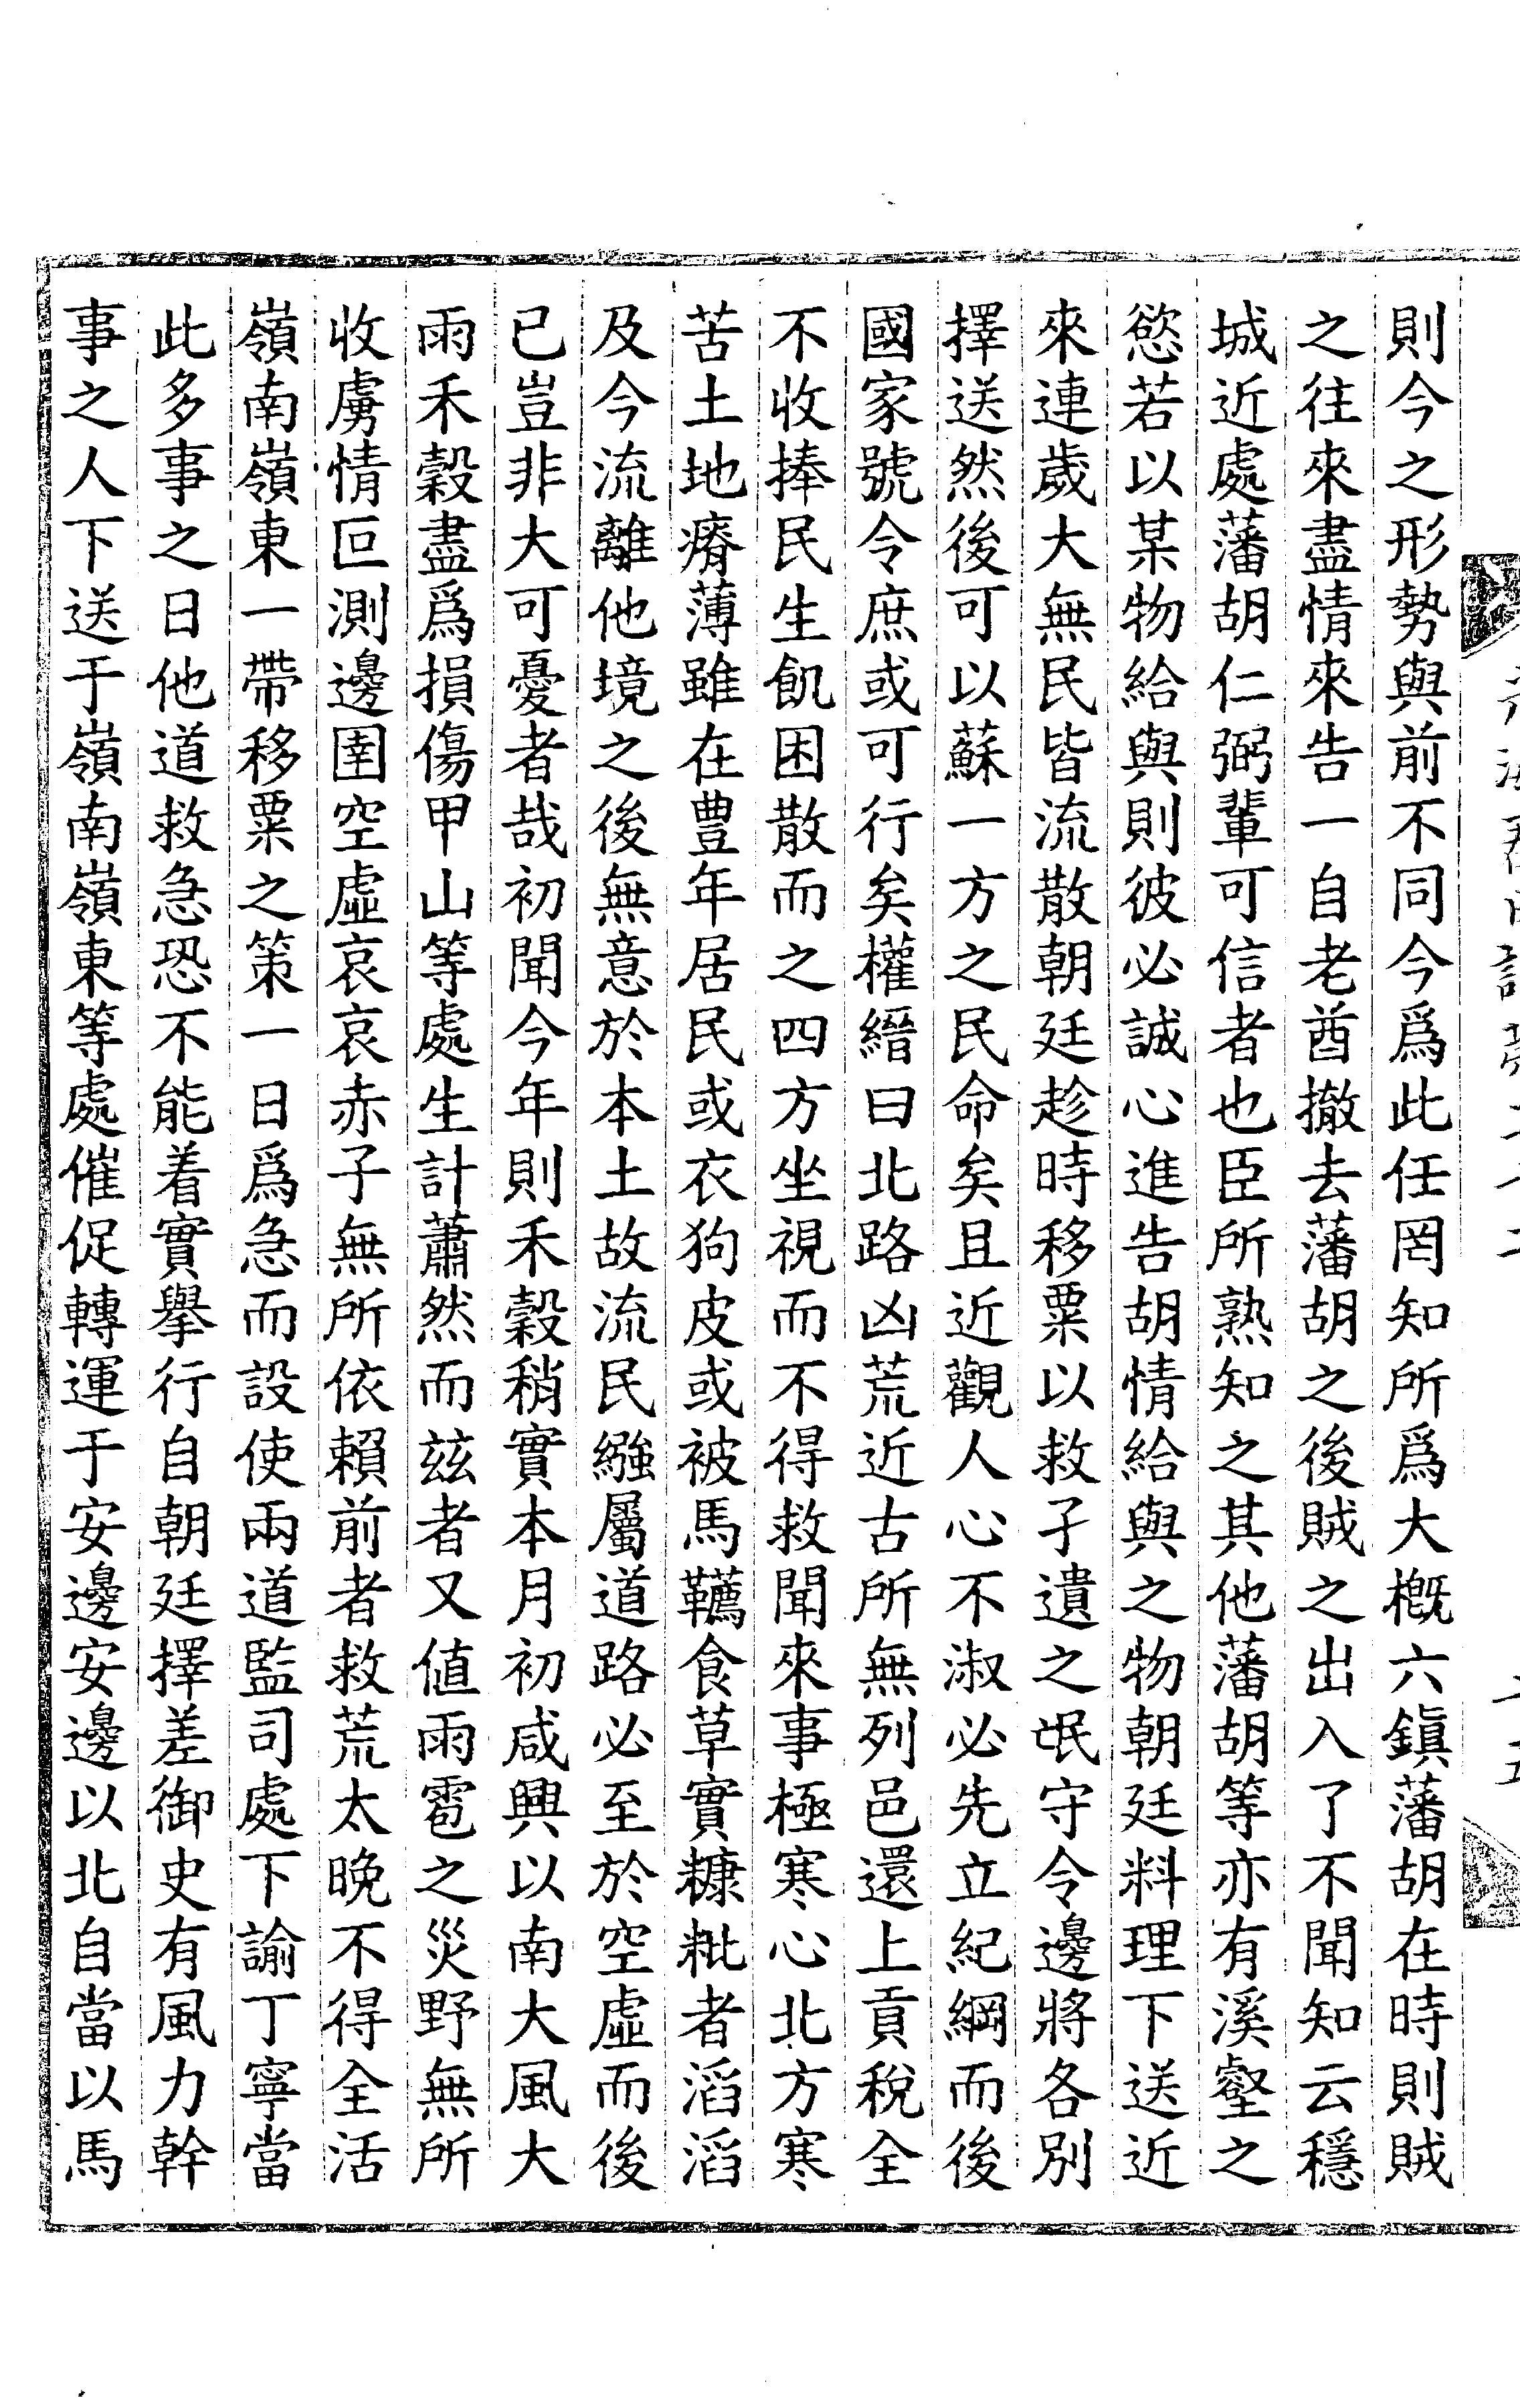 則今之形勢與前不同今爲此任罔知所爲大槪六鎭藩胡在時則賊
之往來盡情來告一自老酋撤去藩胡之後賊之出入了不聞知云穩
城近處藩胡仁弼輩可信者也臣所熟知之其他藩胡等亦有溪壑之
慾若以某物給與則彼必誠心進告胡情給與之物朝廷料理下送近
來連歲大無民皆流散朝廷趁時移粟以救孑遺之氓守令邊將各別
擇送然後可以蘇一方之民命矣且近觀人心不淑必先立紀綱而後
國家號令庶或可行矣權縉曰北路凶荒近古所無列邑還上貢稅全
不收捧民生飢困散而之四方坐視而不得救聞來事極寒心北方寒
苦土地瘠薄雖在豊年居民或衣狗皮或被馬韉食草實糠粃者滔滔
及今流離他境之後無意於本土故流民繈屬道路必至於空虛而後
已豈非大可憂者哉初聞今年則禾穀稍實本月初咸興以南大風大
雨禾穀盡爲損傷甲山等處生計蕭然而玆者又値雨雹之災野無所
收虜情叵測邊圉空虛哀哀赤子無所依賴前者救荒太晚不得全活
嶺南嶺東一帶移粟之策一日爲急而設使兩道監司處下諭丁寧當
此多事之日他道救急恐不能着實擧行自朝廷擇差御史有風力幹
事之人下送于嶺南嶺東等處催促轉運于安邊安邊以北自當以馬